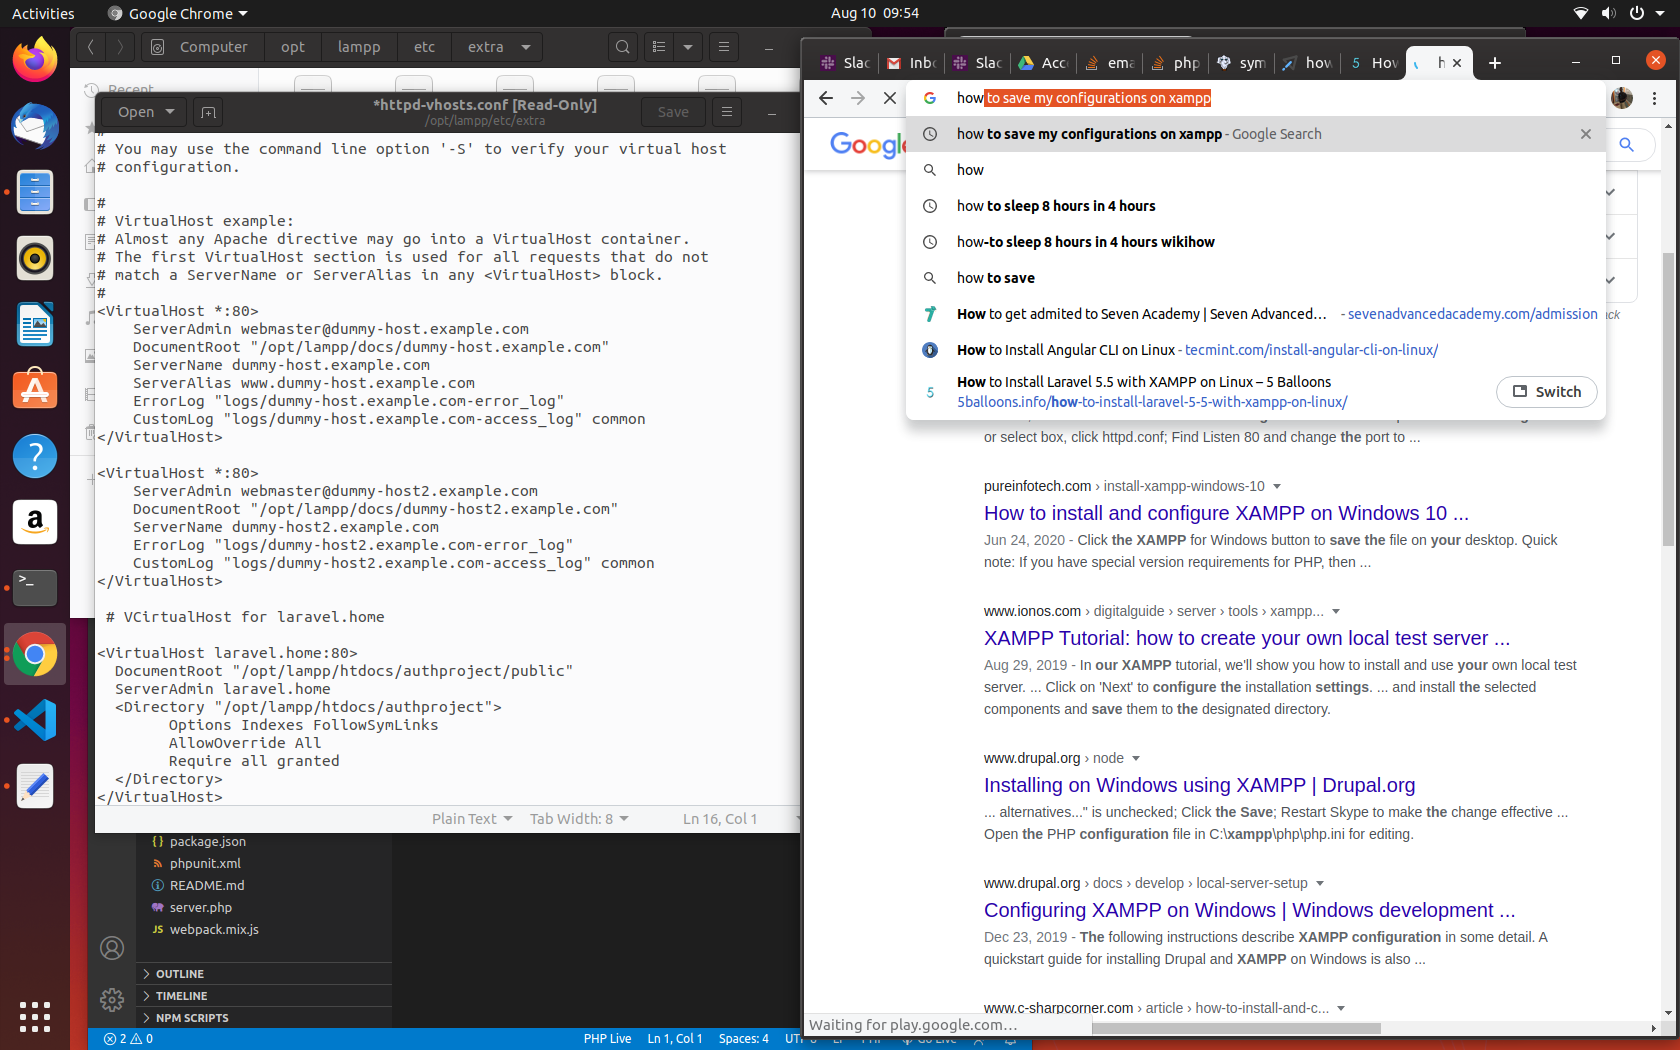 Activities
Google Chrome
Aug 10 09:54
Computer
opt
lampp
etc
extra
Recent
Open
*httpd-vhosts.conf [Read-Only]
/opt/lampp/etc/extra
Save
#
# You may use the command line option '-S' to verify your virtual host
# configuration.
#
# VirtualHost example:
# Almost any Apache directive may go into a VirtualHost container.
# The first VirtualHost section is used for all requests that do not
# match a ServerName or ServerAlias in any <VirtualHost> block.
#
<VirtualHost *:80>
ServerAdmin webmaster@dummy-host.example.com
DocumentRoot "/opt/lampp/docs/dummy-host.example.com"
ServerName dummy-host.example.com
ServerAlias www.dummy-host.example.com
ErrorLog "logs/dummy-host.example.com-error_log"
CustomLog "logs/dummy-host.example.com-access_log" common
</VirtualHost>
<VirtualHost *:80>
ServerAdmin webmaster@dummy-host2.example.com
DocumentRoot "/opt/lampp/docs/dummy-host2.example.com"
ServerName dummy-host2.example.com
ErrorLog "logs/dummy-host2.example.com-error_log"
CustomLog "logs/dummy-host2.example.com-access_log" common
</VirtualHost>
# VCirtualHost for laravel.home
<VirtualHost laravel.home:80>
DocumentRoot "/opt/lampp/htdocs/authproject/public"
ServerAdmin laravel.home
<Directory "/opt/lampp/htdocs/authproject">
Options Indexes FollowSymLinks
AllowOverride All
Require all granted
</Directory>
</VirtualHost>
Plain Text
Tab Width: 8
Ln 16, Col 1
package.json
phpunit.xml
README.md
server.php
JS webpack.mix.js
OUTLINE
TIMELINE
NPM SCRIPTS
2 0
PHP Live
Ln 1, Col 1
Spaces: 4
Slac
Inbo
Slac
Acc
ema
php
sym
how
5 How
h
how to save my configurations on xampp
Google
how to save my configurations on xampp - Google Search
how
how to sleep 8 hours in 4 hours
how-to sleep 8 hours in 4 hours wikihow
how to save
How to get admited to Seven Academy | Seven Advanced... - sevenadvancedacademy.com/admission
How to Install Angular CLI on Linux - tecmint.com/install-angular-cli-on-linux/
5 How to Install Laravel 5.5 with XAMPP on Linux – 5 Balloons
5balloons.info/how-to-install-laravel-5-5-with-xampp-on-linux/
Switch
or select box, click httpd.conf; Find Listen 80 and change the port to ...
pureinfotech.com › install-xampp-windows-10
How to install and configure XAMPP on Windows 10 ...
Jun 24, 2020 - Click the XAMPP for Windows button to save the file on your desktop. Quick
note: If you have special version requirements for PHP, then ...
www.ionos.com › digitalguide › server › tools › xampp...
XAMPP Tutorial: how to create your own local test server ...
Aug 29, 2019 - In our XAMPP tutorial, we'll show you how to install and use your own local test
server. ... Click on 'Next' to configure the installation settings. ... and install the selected
components and save them to the designated directory.
www.drupal.org › node
Installing on Windows using XAMPP | Drupal.org
... alternatives..." is unchecked; Click the Save; Restart Skype to make the change effective ...
Open the PHP configuration file in C:\xampp\php\php.ini for editing.
www.drupal.org › docs › develop › local-server-setup
Configuring XAMPP on Windows | Windows development ...
Dec 23, 2019 - The following instructions describe XAMPP configuration in some detail. A
quickstart guide for installing Drupal and XAMPP on Windows is also ...
www.c-sharpcorner.com › article › how-to-install-and-c...
Waiting for play.google.com...